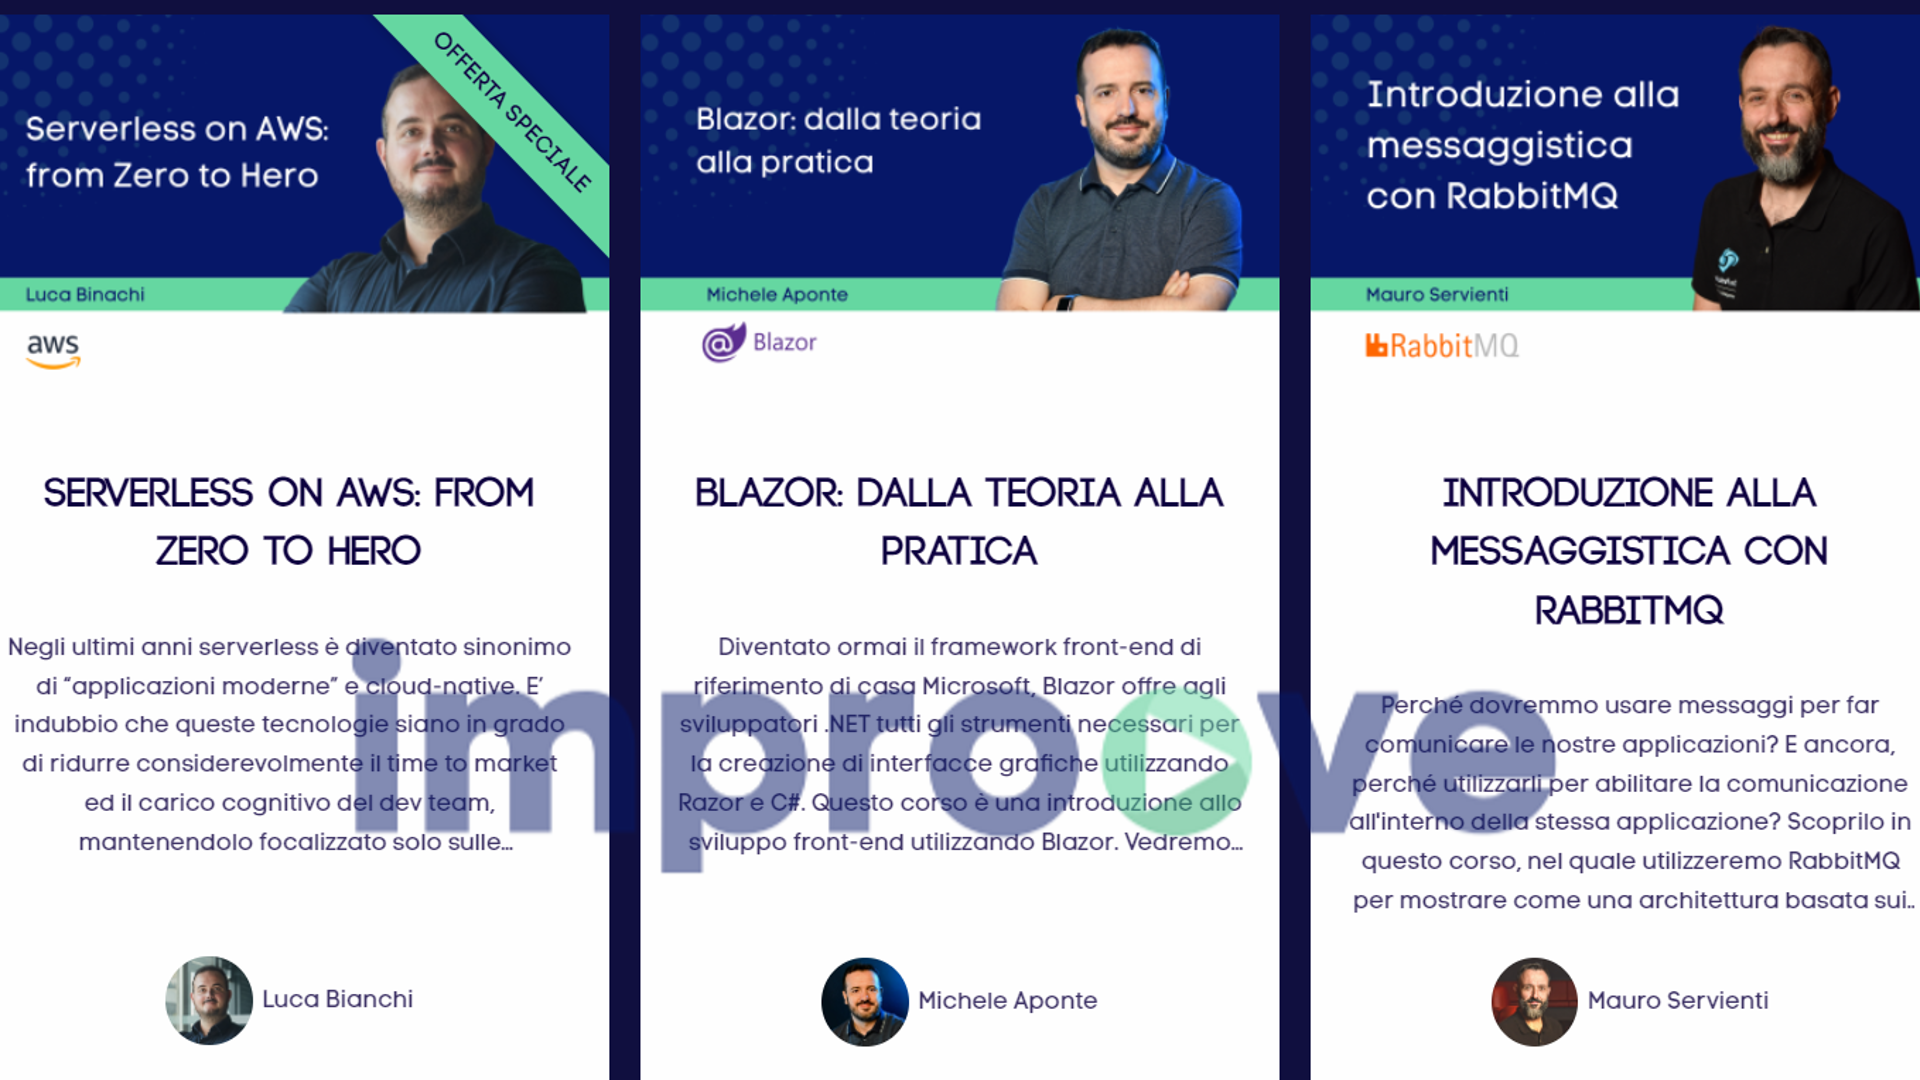 OFFERTA SPECIALE
Serverless on AWS:
from Zero to Hero
Luca Binachi
aws
SERVERLESS ON AWS: FROM
ZERO TO HERO
Negli ultimi anni serverless è diventato sinonimo
di “applicazioni moderne” e cloud-native. E’
indubbio che queste tecnologie siano in grado
di ridurre considerevolmente il time to market
ed il carico cognitivo del dev team,
mantenendolo focalizzato solo sulle...
Luca Bianchi
Blazor: dalla teoria
alla pratica
Michele Aponte
Blazor
BLAZOR: DALLA TEORIA ALLA
PRATICA
Diventato ormai il framework front-end di
riferimento di casa Microsoft, Blazor offre agli
sviluppatori .NET tutti gli strumenti necessari per
la creazione di interfacce grafiche utilizzando
Razor e C#. Questo corso è una introduzione allo
sviluppo front-end utilizzando Blazor. Vedremo...
Michele Aponte
Introduzione alla
messaggistica
con RabbitMQ
Mauro Servienti
RabbitMQ
INTRODUZIONE ALLA
MESSAGGISTICA CON
RABBITMQ
Perché dovremmo usare messaggi per far
comunicare le nostre applicazioni? E ancora,
perché utilizzarli per abilitare la comunicazione
all'interno della stessa applicazione? Scoprilo in
questo corso, nel quale utilizzeremo RabbitMQ
per mostrare come una architettura basata sui..
Mauro Servienti
improove